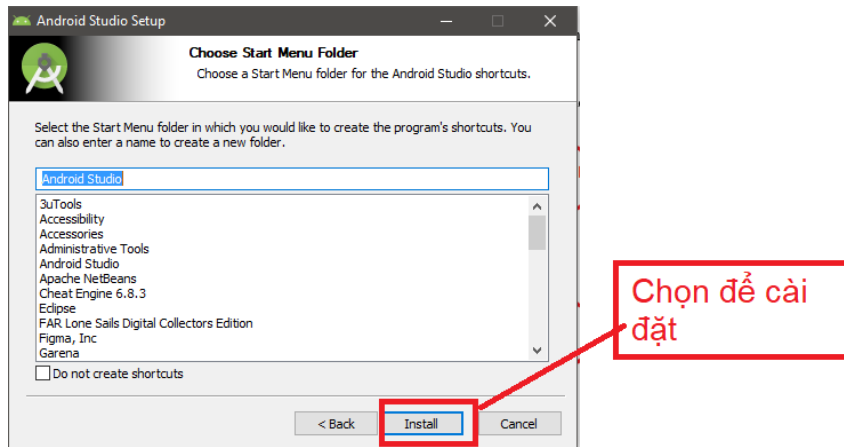 Android Studio Setup
Choose Start Menu Folder
Choose a Start Menu folder for the Android Studio shortcuts.
Select the Start Menu folder in which you would like to create the program's shortcuts. You
can also enter a name to create a new folder.
Android Studio
3uTools
Accessibility
Accessories
Administrative Tools
Android Studio
Apache NetBeans
Cheat Engine 6.8.3
Eclipse
FAR Lone Sails Digital Collectors Edition
Figma, Inc
Garena
Do not create shortcuts
< Back
Install
Cancel
Chọn để cài
đặt